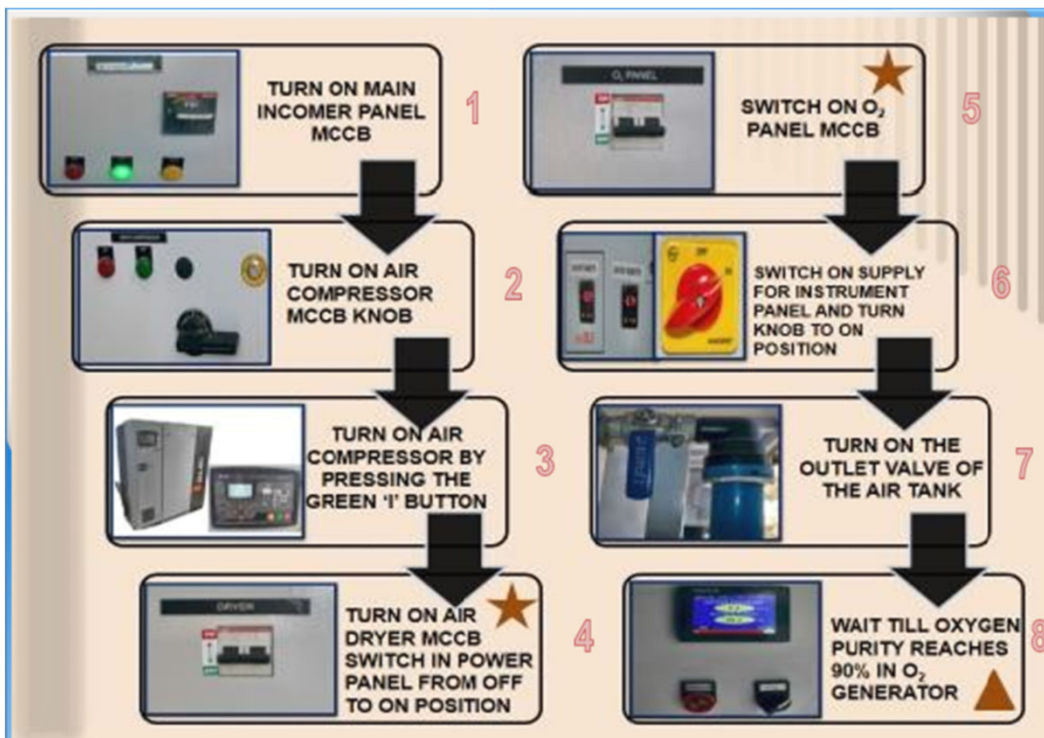 TURN ON MAIN
INCOMER PANEL
MCCB
1
TURN ON AIR
COMPRESSOR
MCCB KNOB
2
TURN ON AIR
COMPRESSOR BY
PRESSING THE
GREEN 'I' BUTTON
3
DRYER
TURN ON AIR
DRYER MCCB
SWITCH IN POWER
PANEL FROM OFF
TO ON POSITION
4
O₂ PANEL
SWITCH ON O₂
PANEL MCCB
5
SWITCH ON SUPPLY
FOR INSTRUMENT
PANEL AND TURN
KNOB TO ON
POSITION
6
TURN ON THE
OUTLET VALVE OF
THE AIR TANK
7
WAIT TILL OXYGEN
PURITY REACHES
90% IN O₂
GENERATOR
8